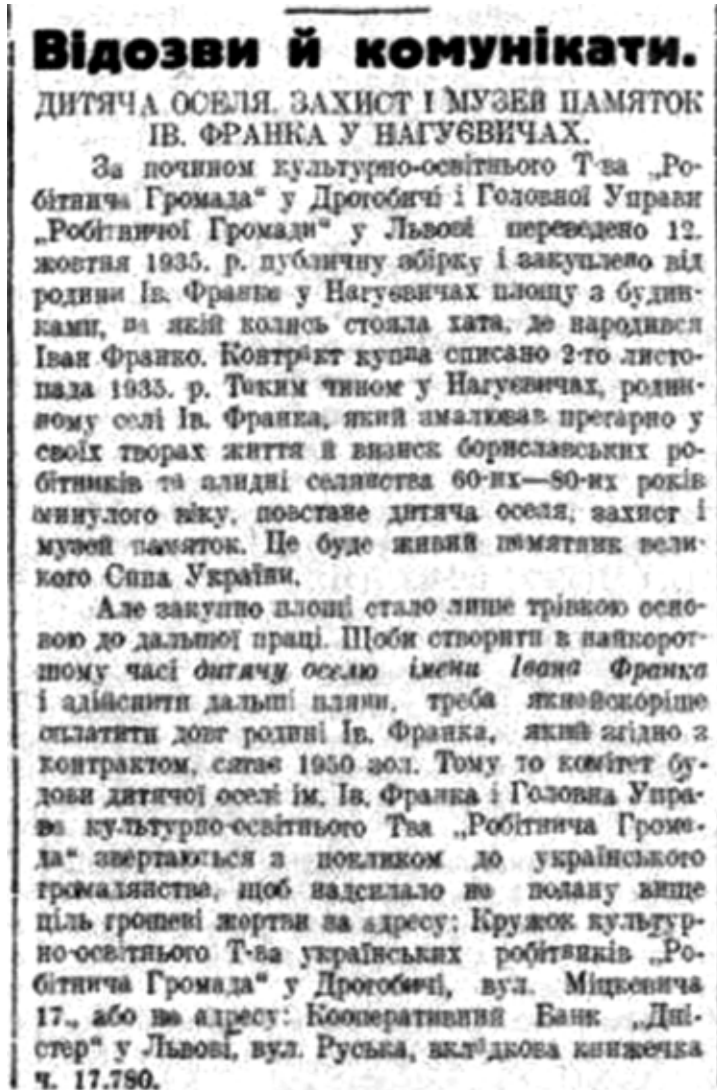 Відозви й комунікати.
ДИТЯЧА ОСЕЛЯ, ЗАХИСТ І МУЗЕЙ ПАМЯТОК
ІВ. ФРАНКА У НАГУЄВИЧАХ.
За почином культурно-освітнього Т-ва „Ро-
бітнича Громада" у Дрогобичі і Головної Управи
„Робітничої Громади" у Львові переведено 12.
жовтня 1935. р. публичну збірку і закуплено від
родини Ів. Франка у Нагуєвичах площу з будин-
ками, на якій колись стояла хата, де народився
Іван Франко. Контракт купна списано 2-го листо-
пада 1935. р. Таким чином у Нагуєвичах, родин-
ному селі Ів. Франка, який змалював прегарно у
своїх творах життя й визиск бориславських ро-
бітників та злидні селянства 60-их—80-их років
минулого віку, повстане дитяча оселя, захист і
музей памяток. Це буде живий памятник вели-
кого Сина України.
Але закупно площі стало лише трівкою осно-
вою до дальшої праці. Щоби створити в найкорот-
шому часі дитячу оселю імени Івана Франка
і здійснити дальші пляни, треба якнайскоріше
сплатити довг родині Ів. Франка, який згідно з
контрактом, сягає 1950 зол. Тому то комітет бу-
дови дитячої оселі ім. Ів. Франка і Головна Упра-
ва культурно-освітнього Тва „Робітнича Грома-
да" звертаються з покликом до українського
громадянства, щоб надсилало на подану вище
ціль грошеві жертви на адресу: Кружок культур-
но-освітнього Т-ва українських робітників „Ро-
бітнича Громада" у Дрогобичі, вул. Міцкевича
17., або на адресу: Кооперативний Банк „Дні-
стер" у Львові, вул. Руська, вкладкова книжечка
ч. 17.780.